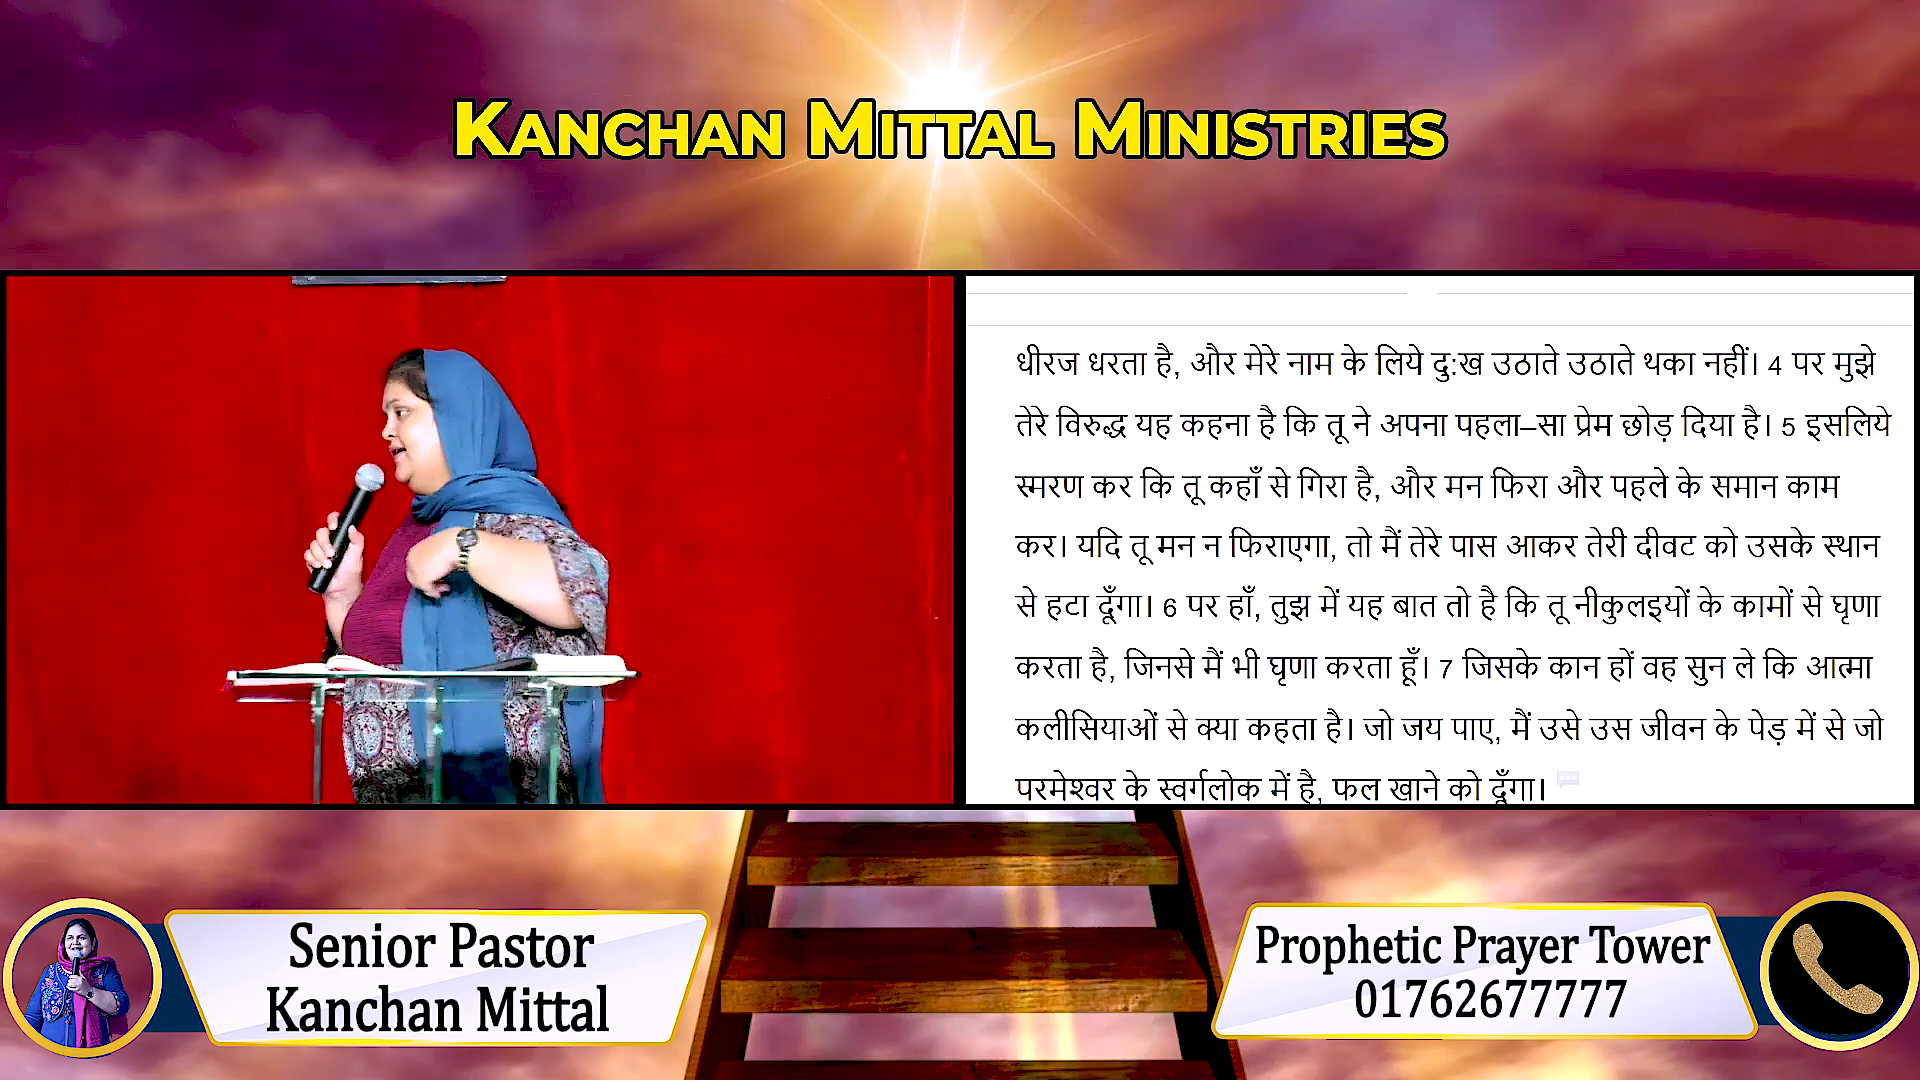 KANCHAN MITTAL MINISTRIES
धीरज धरता है, और मेरे नाम के लिये दु:ख उठाते उठाते थका नहीं। 4 पर मुझे
तेरे विरुद्ध यह कहना है कि तू ने अपना पहला–सा प्रेम छोड़ दिया है। 5 इसलिये
स्मरण कर कि तू कहाँ से गिरा है, और मन फिरा और पहले के समान काम
कर। यदि तू मन न फिराएगा, तो मैं तेरे पास आकर तेरी दीवट को उसके स्थान
से हटा दूँगा। 6 पर हाँ, तुझ में यह बात तो है कि तू नीकुलइयों के कामों से घृणा
करता है, जिनसे मैं भी घृणा करता हूँ। 7 जिसके कान हों वह सुन ले कि आत्मा
कलीसियाओं से क्या कहता है। जो जय पाए, मैं उसे उस जीवन के पेड़ में से जो
परमेश्वर के स्वर्गलोक में है, फल खाने को दूँगा।
Senior Pastor
Kanchan Mittal
Prophetic Prayer Tower
01762677777